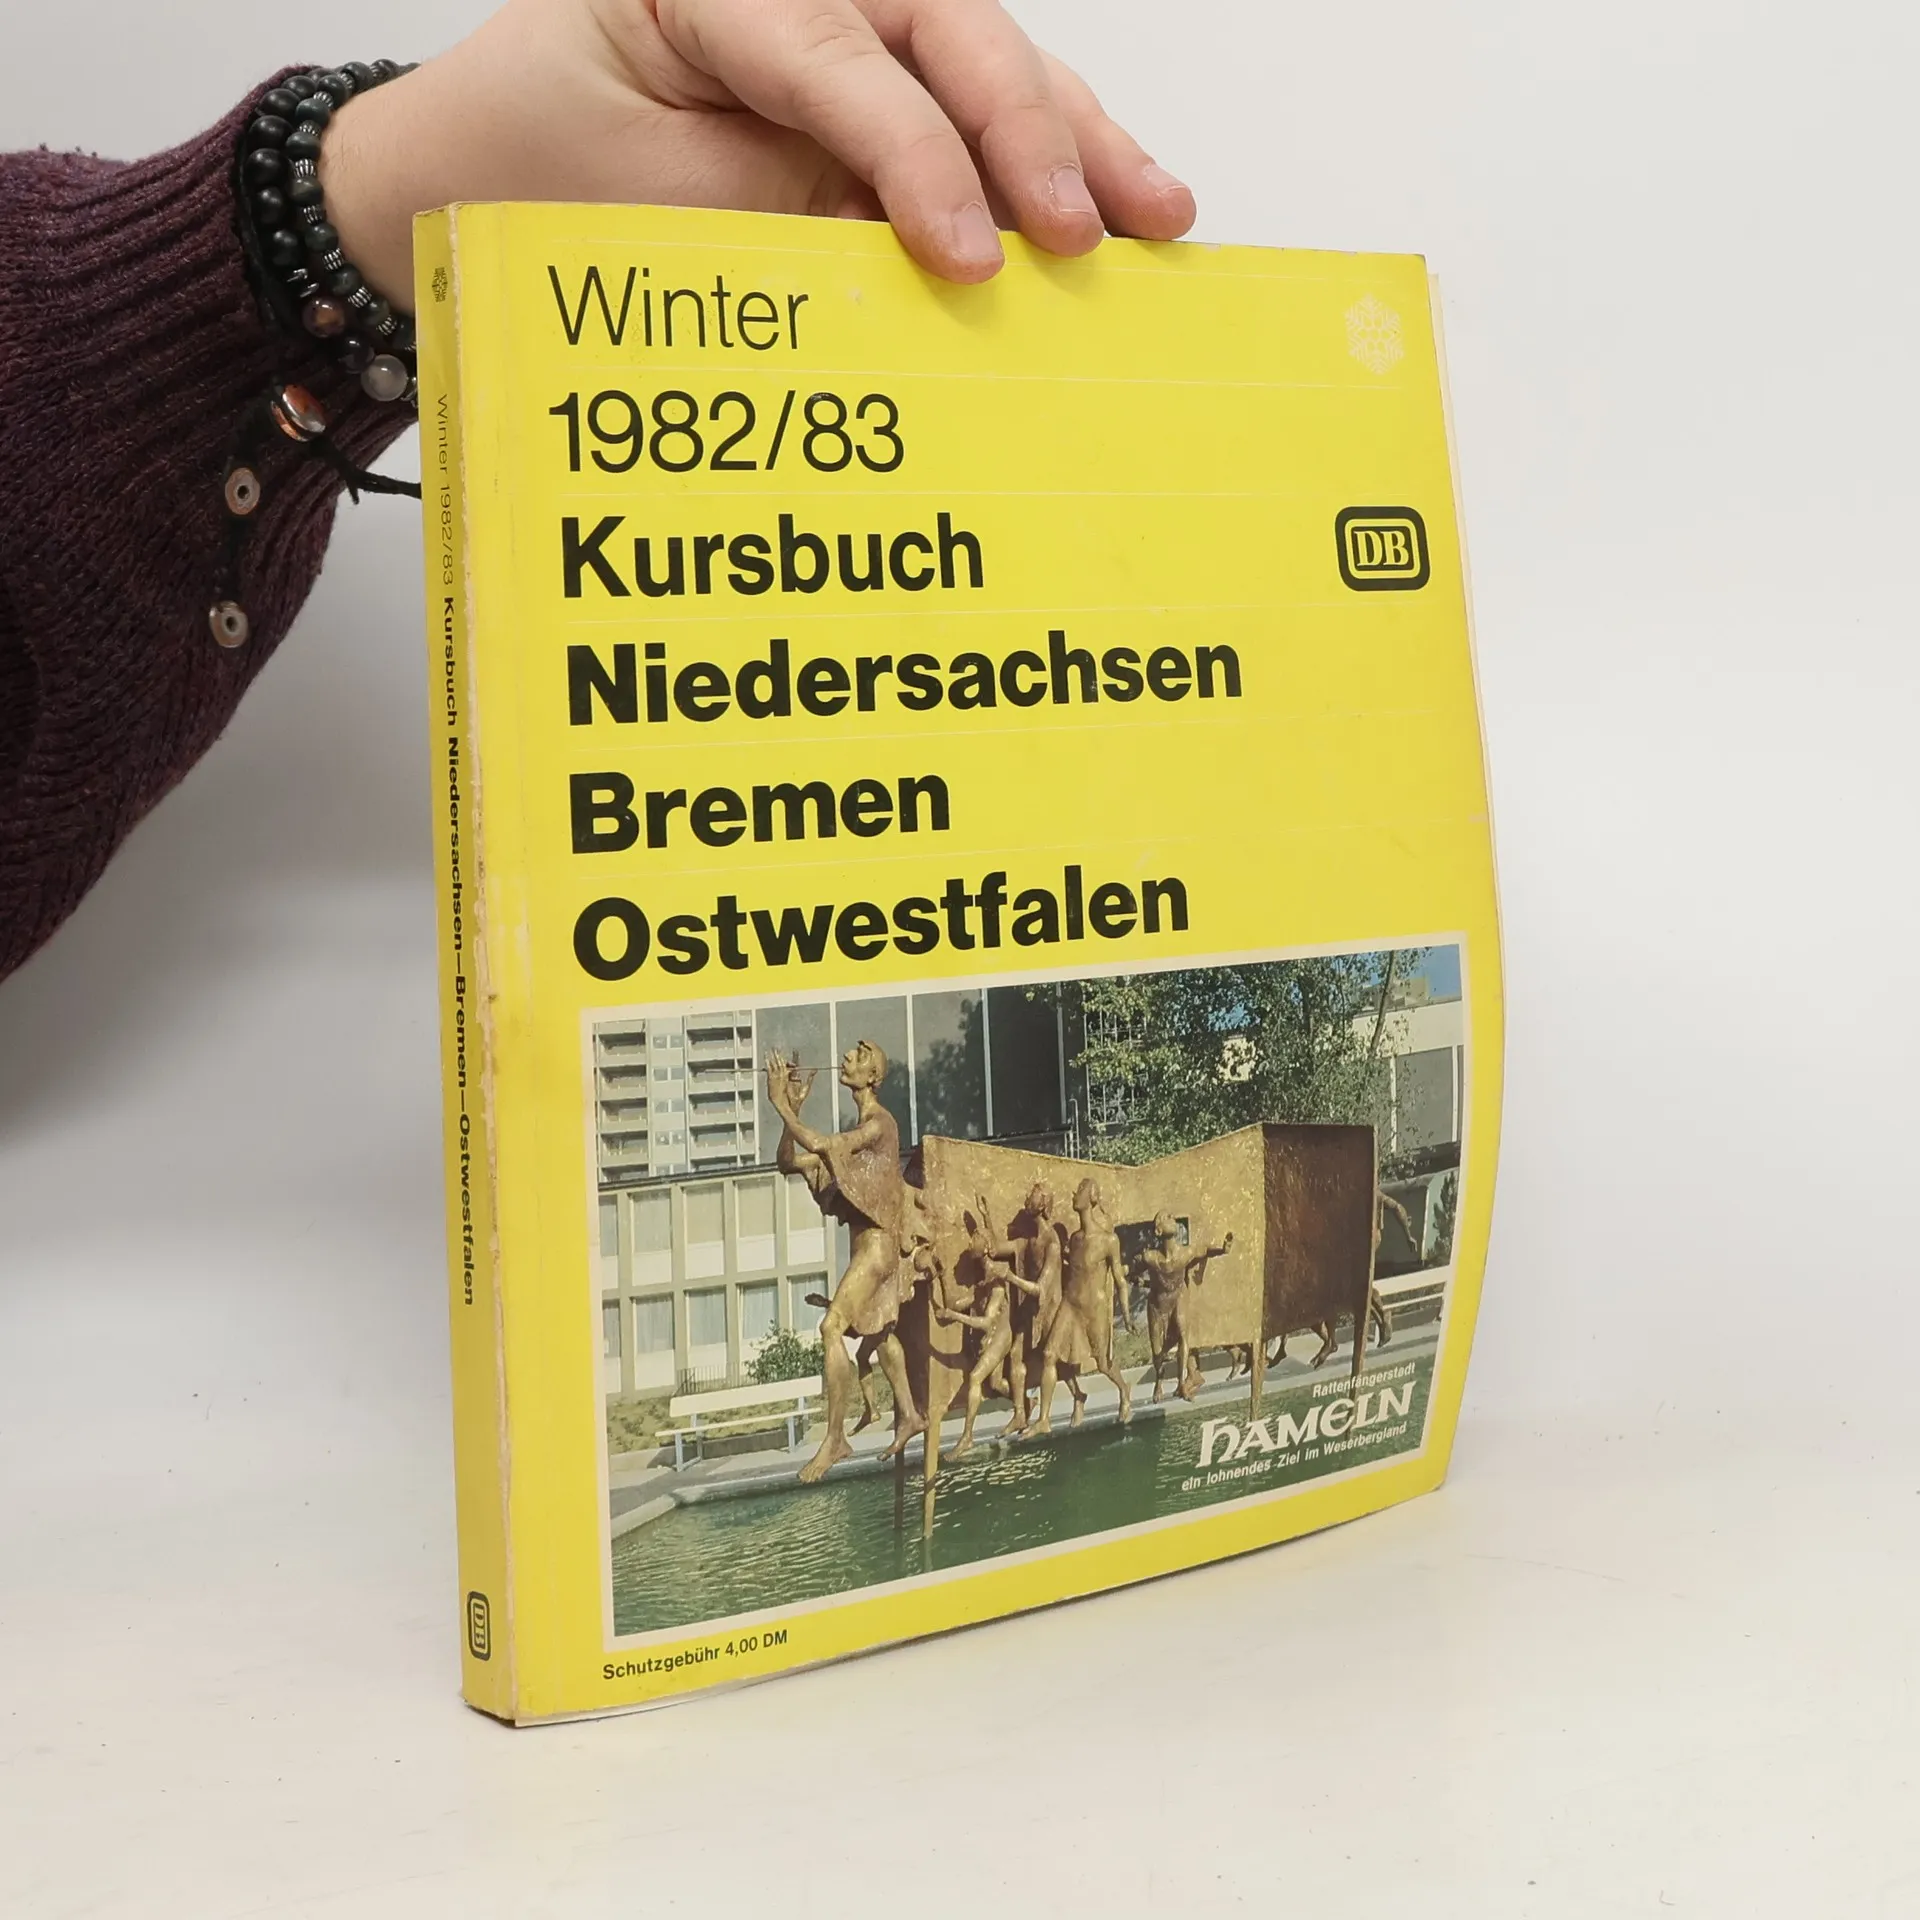 Winter
1982/83
Kursbuch
DB
Niedersachsen
Bremen
Ostwestfalen
Rattenfängerstadt
HAMELN
ein lohnendes Ziel im Weserbergland
Schutzgebühr 4,00 DM
Winter 1982/83 Kursbuch Niedersachsen–Bremen–Ostwestfalen
DB